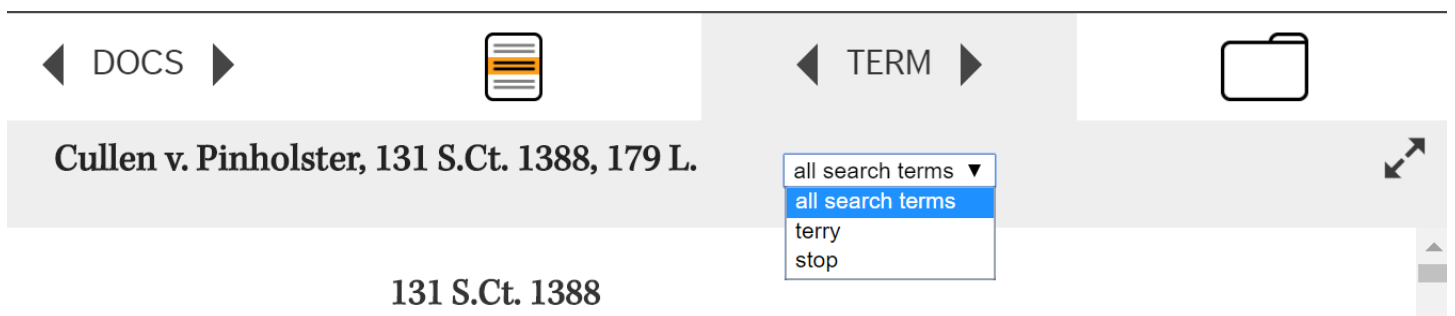 DOCS TERM
Cullen v. Pinholster, 131 S.Ct. 1388, 179 L.
all search terms ▼
all search terms
terry
stop
131 S.Ct. 1388